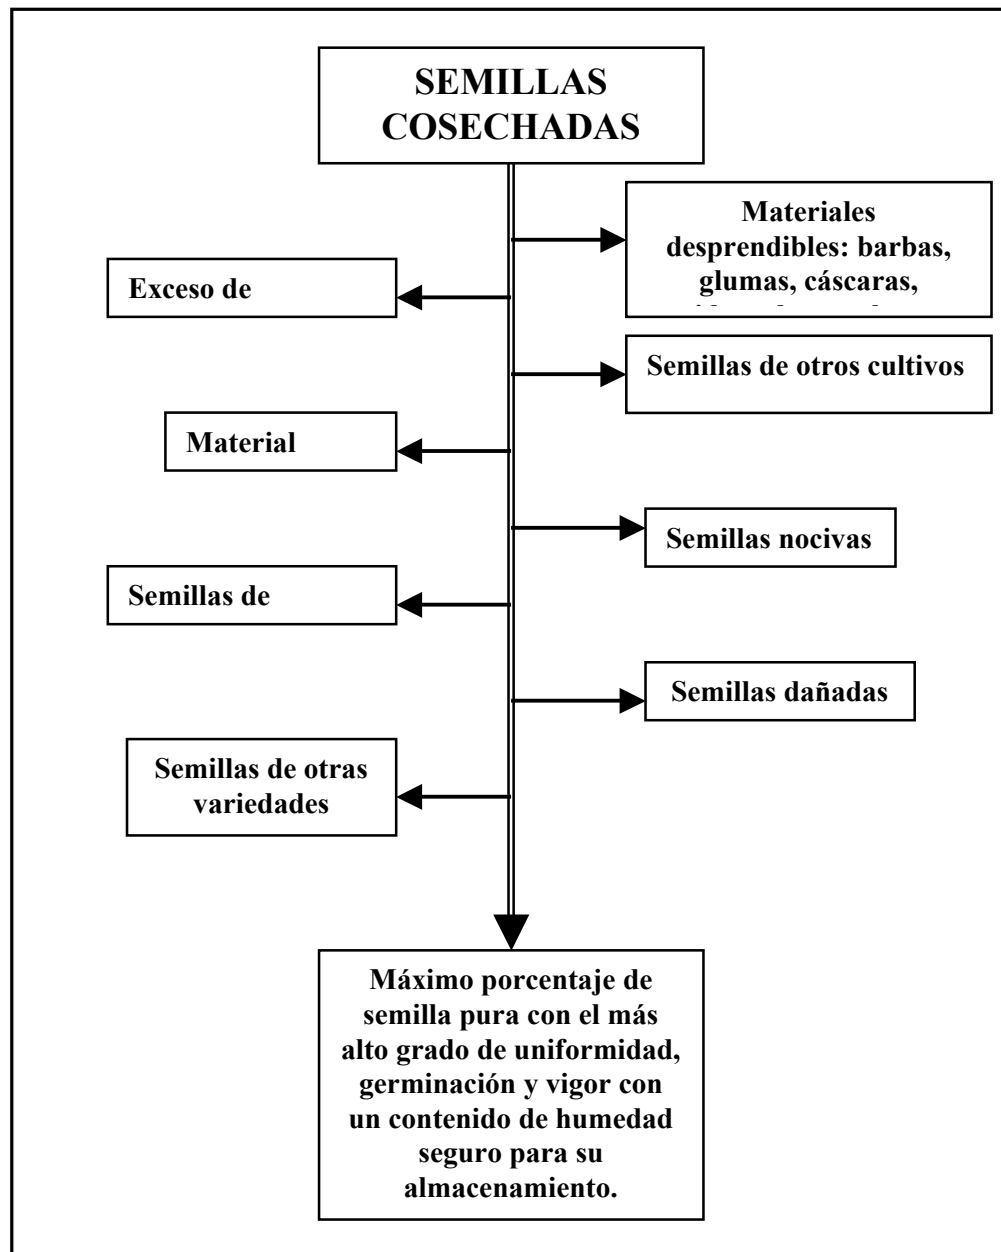 SEMILLAS
COSECHADAS
Materiales
desprendibles: barbas,
glumas, cáscaras,
Exceso de
Semillas de otros cultivos
Material
Semillas nocivas
Semillas de
Semillas dañadas
Semillas de otras
variedades
Máximo porcentaje de
semilla pura con el más
alto grado de uniformidad,
germinación y vigor con
un contenido de humedad
seguro para su
almacenamiento.